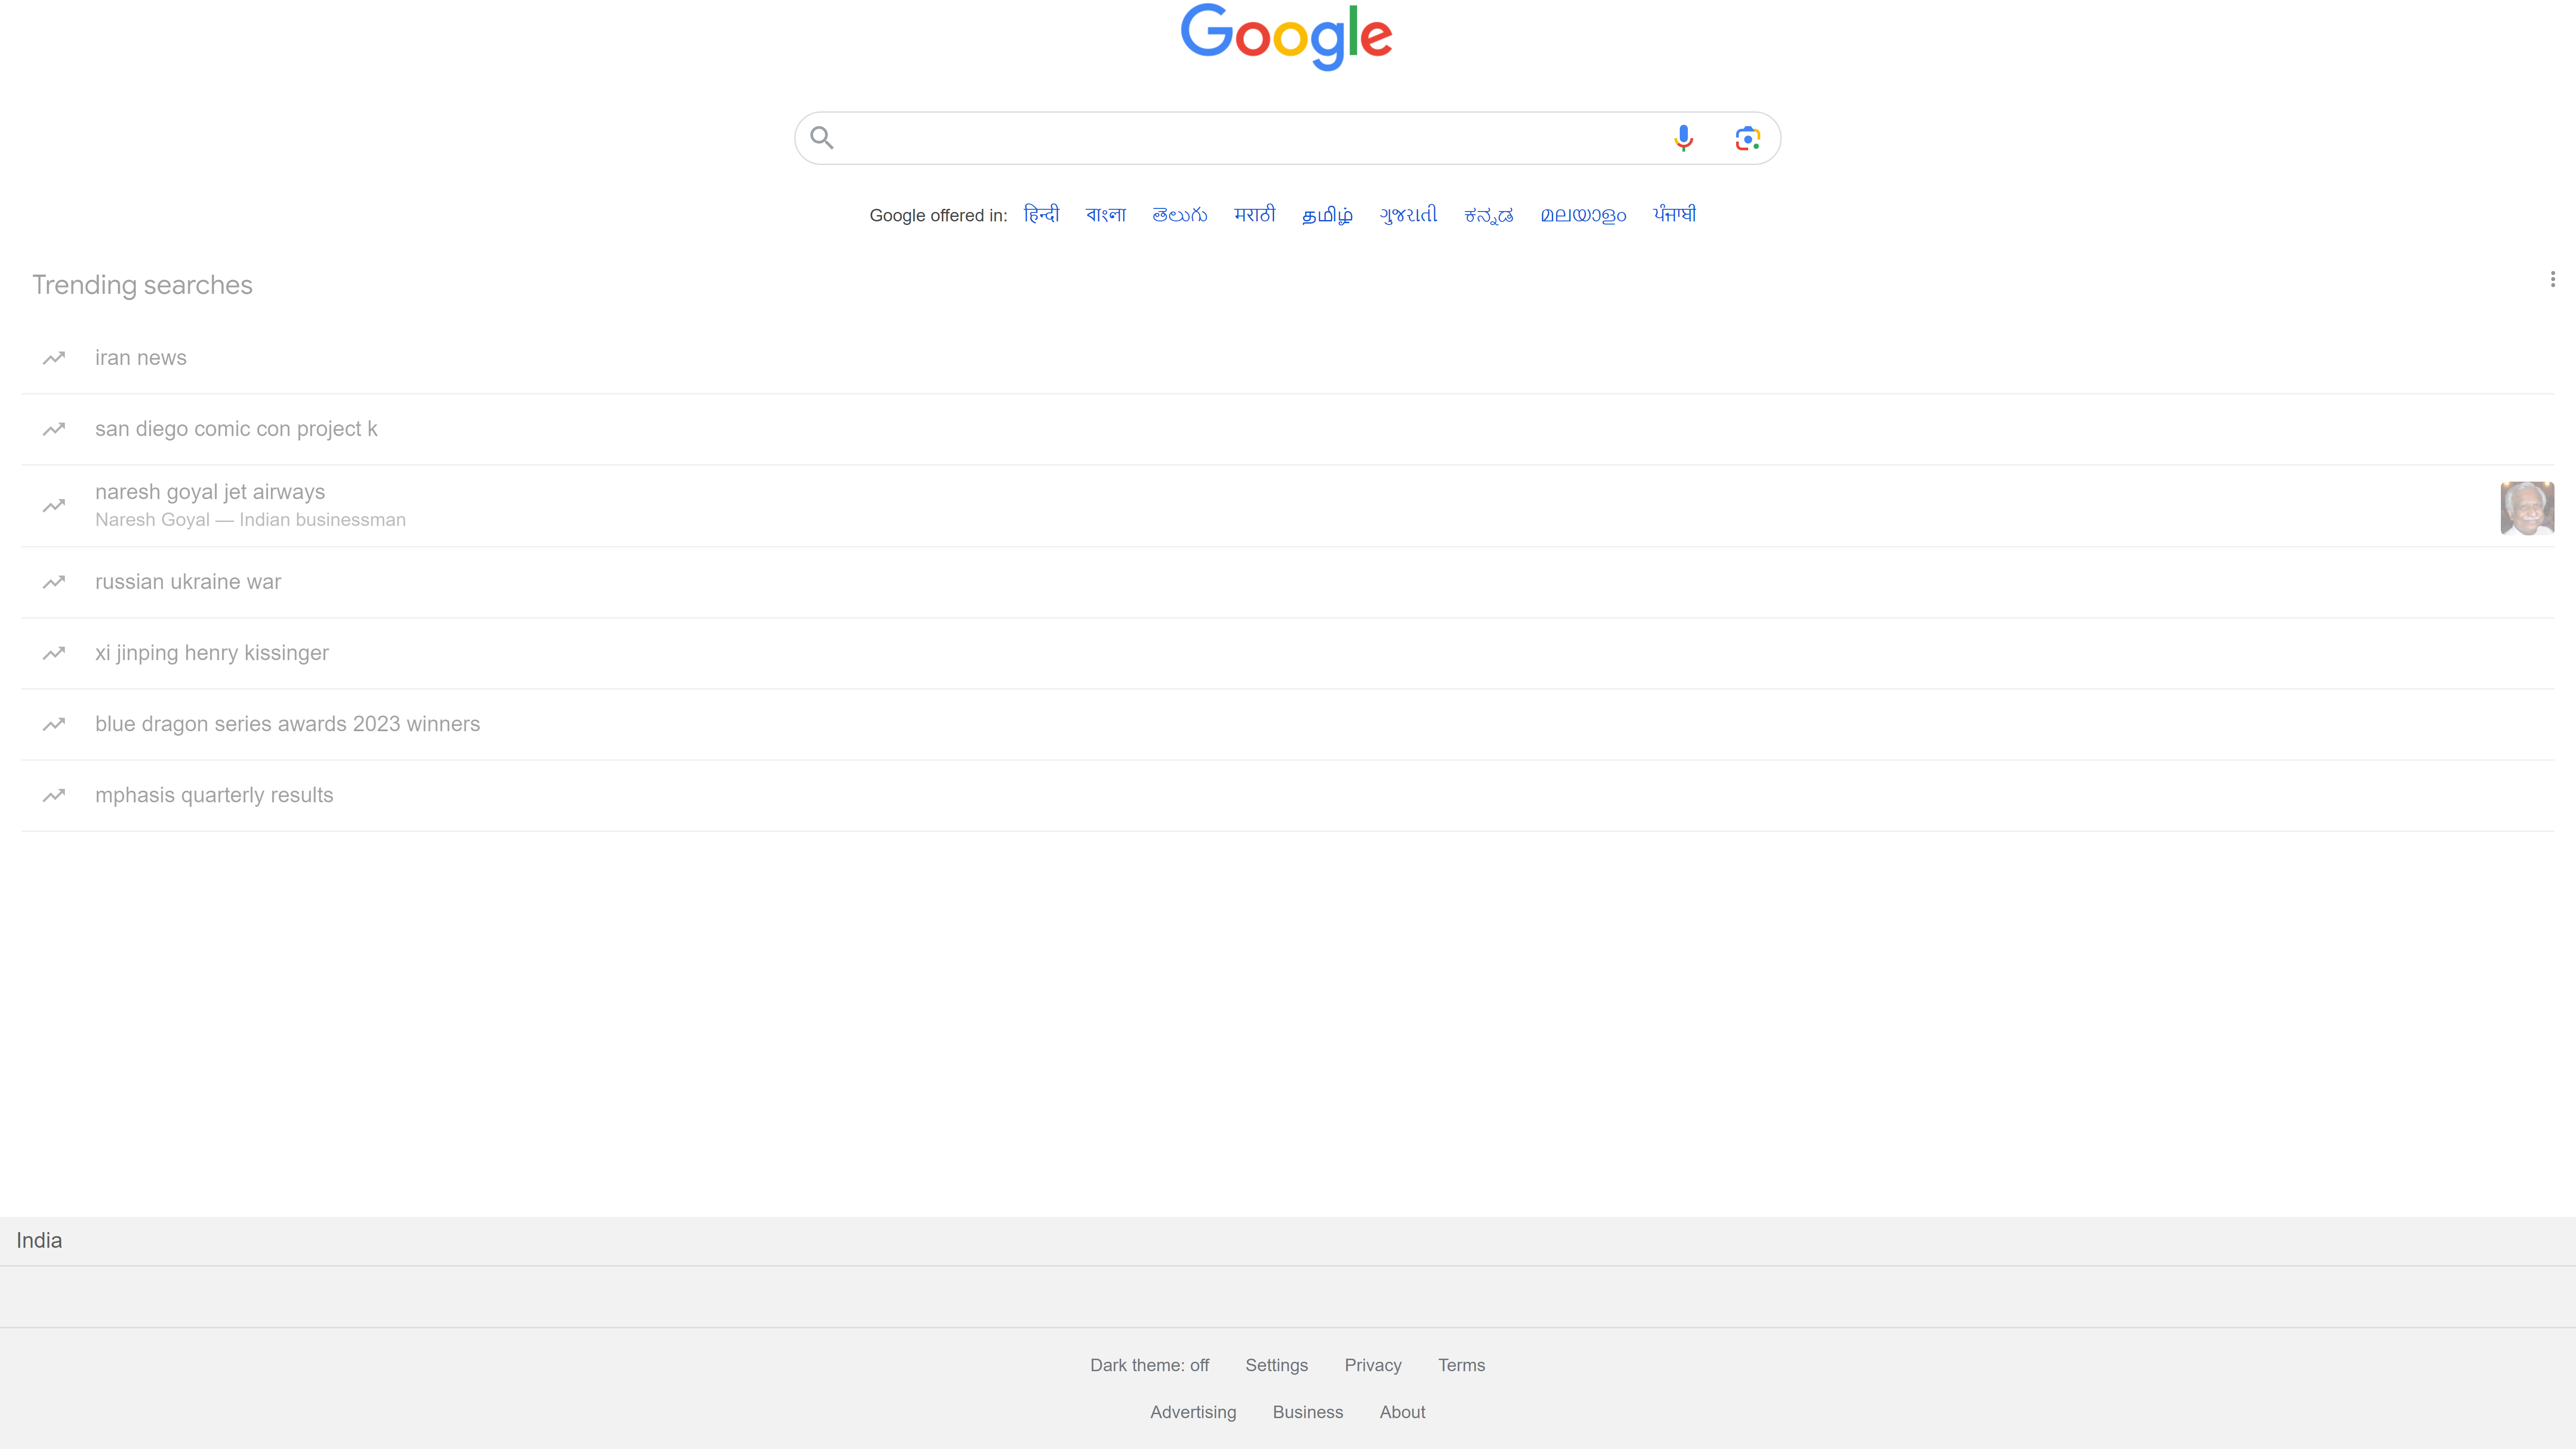 Google
Google offered in: हिन्दी বাংলা తెలుగు मराठी தமிழ் ગુજરાતી ಕನ್ನಡ മലയാളം ਪੰਜਾਬੀ
Trending searches
iran news
san diego comic con project k
naresh goyal jet airways
Naresh Goyal — Indian businessman
russian ukraine war
xi jinping henry kissinger
blue dragon series awards 2023 winners
mphasis quarterly results
India
Dark theme: off Settings Privacy Terms
Advertising Business About